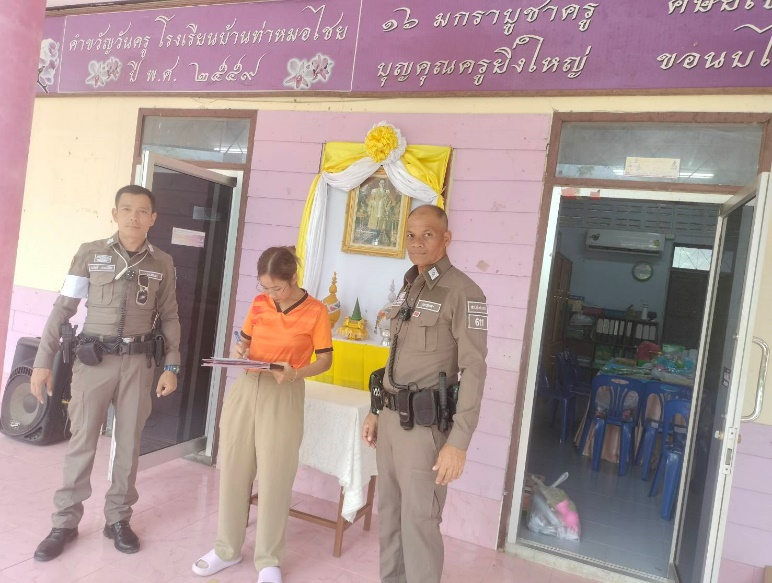 คำขวัญวันครู โรงเรียนบ้านท่าหมอไชย
ปี พ.ศ. ๒๕๕๙
๑๖ มกราบูชาครู
บุญคุณครูยิ่งใหญ่
ขอนบไ
611